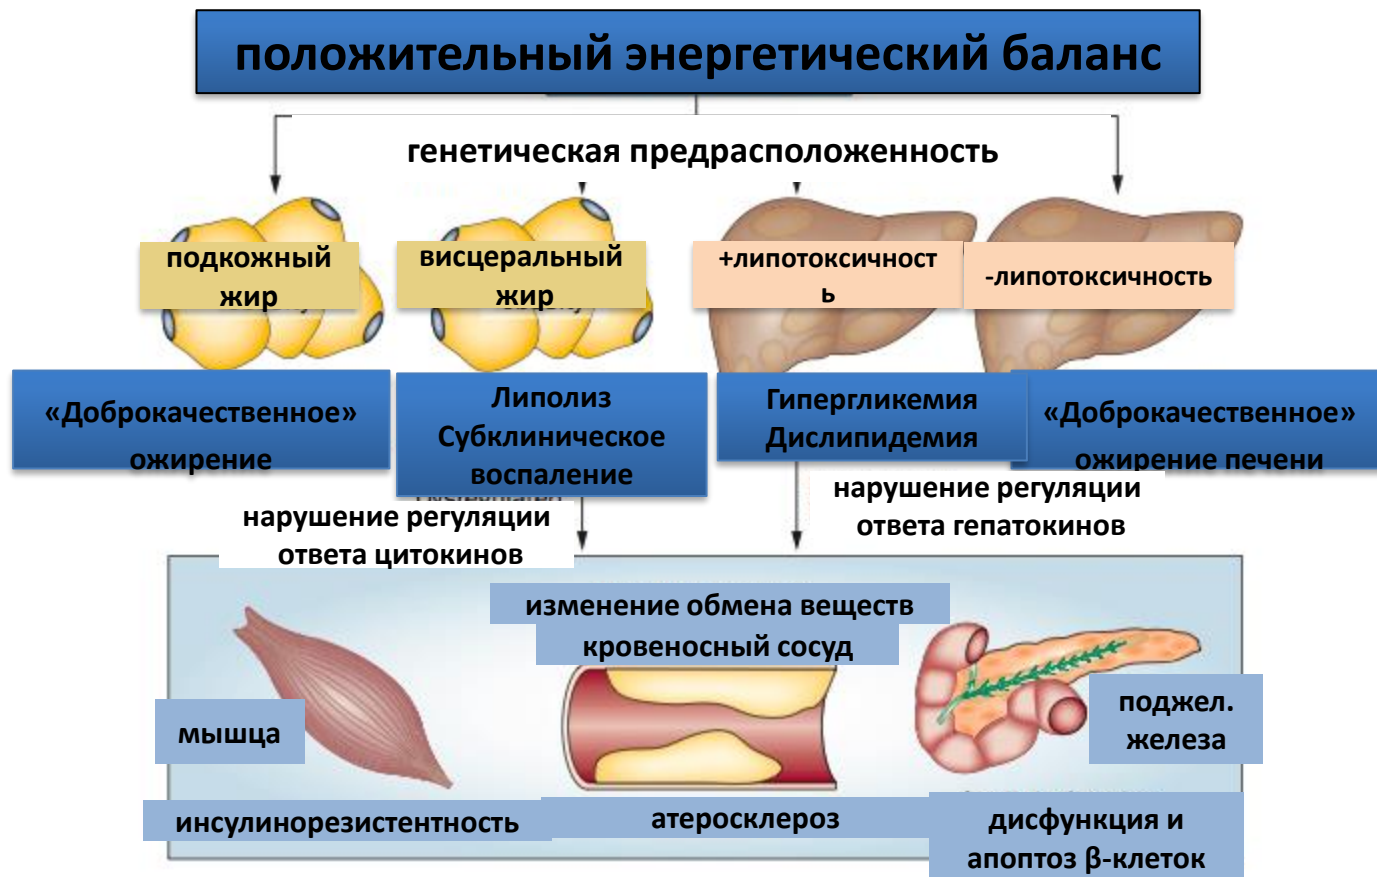 положительный энергетический баланс
генетическая предрасположенность
подкожный
жир
висцеральный
жир
+липотоксичност
ь
-липотоксичность
«Доброкачественное»
ожирение
Липолиз
Субклиническое
воспаление
Гипергликемия
Дислипидемия
«Доброкачественное»
ожирение печени
нарушение регуляции
ответа цитокинов
нарушение регуляции
ответа гепатокинов
изменение обмена веществ
кровеносный сосуд
мышца
поджел.
железа
инсулинорезистентность
атеросклероз
дисфункция и
апоптоз β-клеток